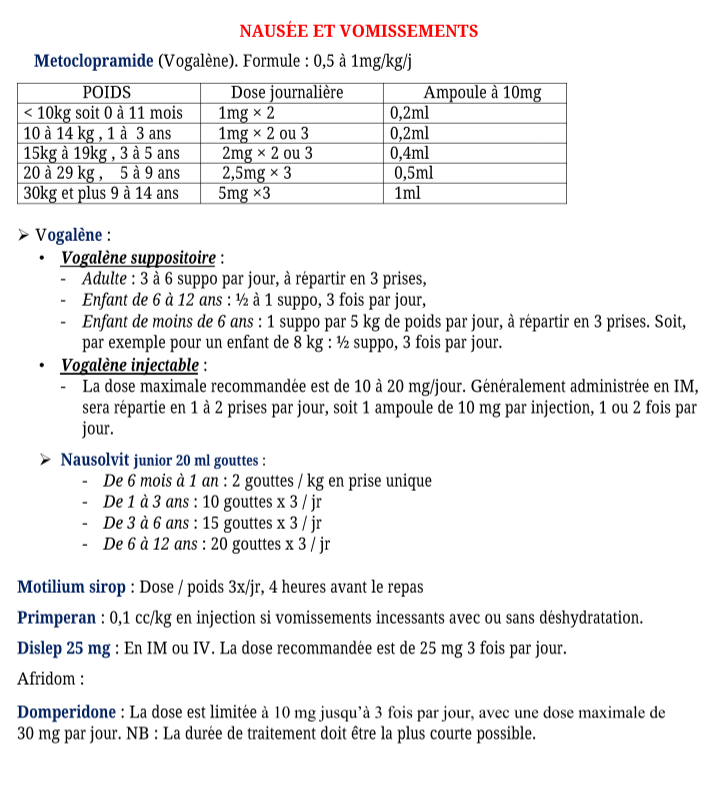 NAUSÉE ET VOMISSEMENTS
Metoclopramide (Vogalène). Formule : 0,5 à 1mg/kg/j
POIDS Dose journalière Ampoule à 10mg
< 10kg soit 0 à 11 mois 1mg × 2 0,2ml
10 à 14 kg , 1 à 3 ans 1mg × 2 ou 3 0,2ml
15kg à 19kg , 3 à 5 ans 2mg × 2 ou 3 0,4ml
20 à 29 kg , 5 à 9 ans 2,5mg × 3 0,5ml
30kg et plus 9 à 14 ans 5mg ×3 1ml
➢ Vogalène :
• Vogalène suppositoire :
- Adulte : 3 à 6 suppo par jour, à répartir en 3 prises,
- Enfant de 6 à 12 ans : ½ à 1 suppo, 3 fois par jour,
- Enfant de moins de 6 ans : 1 suppo par 5 kg de poids par jour, à répartir en 3 prises. Soit,
par exemple pour un enfant de 8 kg : ½ suppo, 3 fois par jour.
• Vogalène injectable :
- La dose maximale recommandée est de 10 à 20 mg/jour. Généralement administrée en IM,
sera répartie en 1 à 2 prises par jour, soit 1 ampoule de 10 mg par injection, 1 ou 2 fois par
jour.
➢ Nausolvit junior 20 ml gouttes :
- De 6 mois à 1 an : 2 gouttes / kg en prise unique
- De 1 à 3 ans : 10 gouttes x 3 / jr
- De 3 à 6 ans : 15 gouttes x 3 / jr
- De 6 à 12 ans : 20 gouttes x 3 / jr
Motilium sirop : Dose / poids 3x/jr, 4 heures avant le repas
Primperan : 0,1 cc/kg en injection si vomissements incessants avec ou sans déshydratation.
Dislep 25 mg : En IM ou IV. La dose recommandée est de 25 mg 3 fois par jour.
Afridom :
Domperidone : La dose est limitée à 10 mg jusqu’à 3 fois par jour, avec une dose maximale de
30 mg par jour. NB : La durée de traitement doit être la plus courte possible.